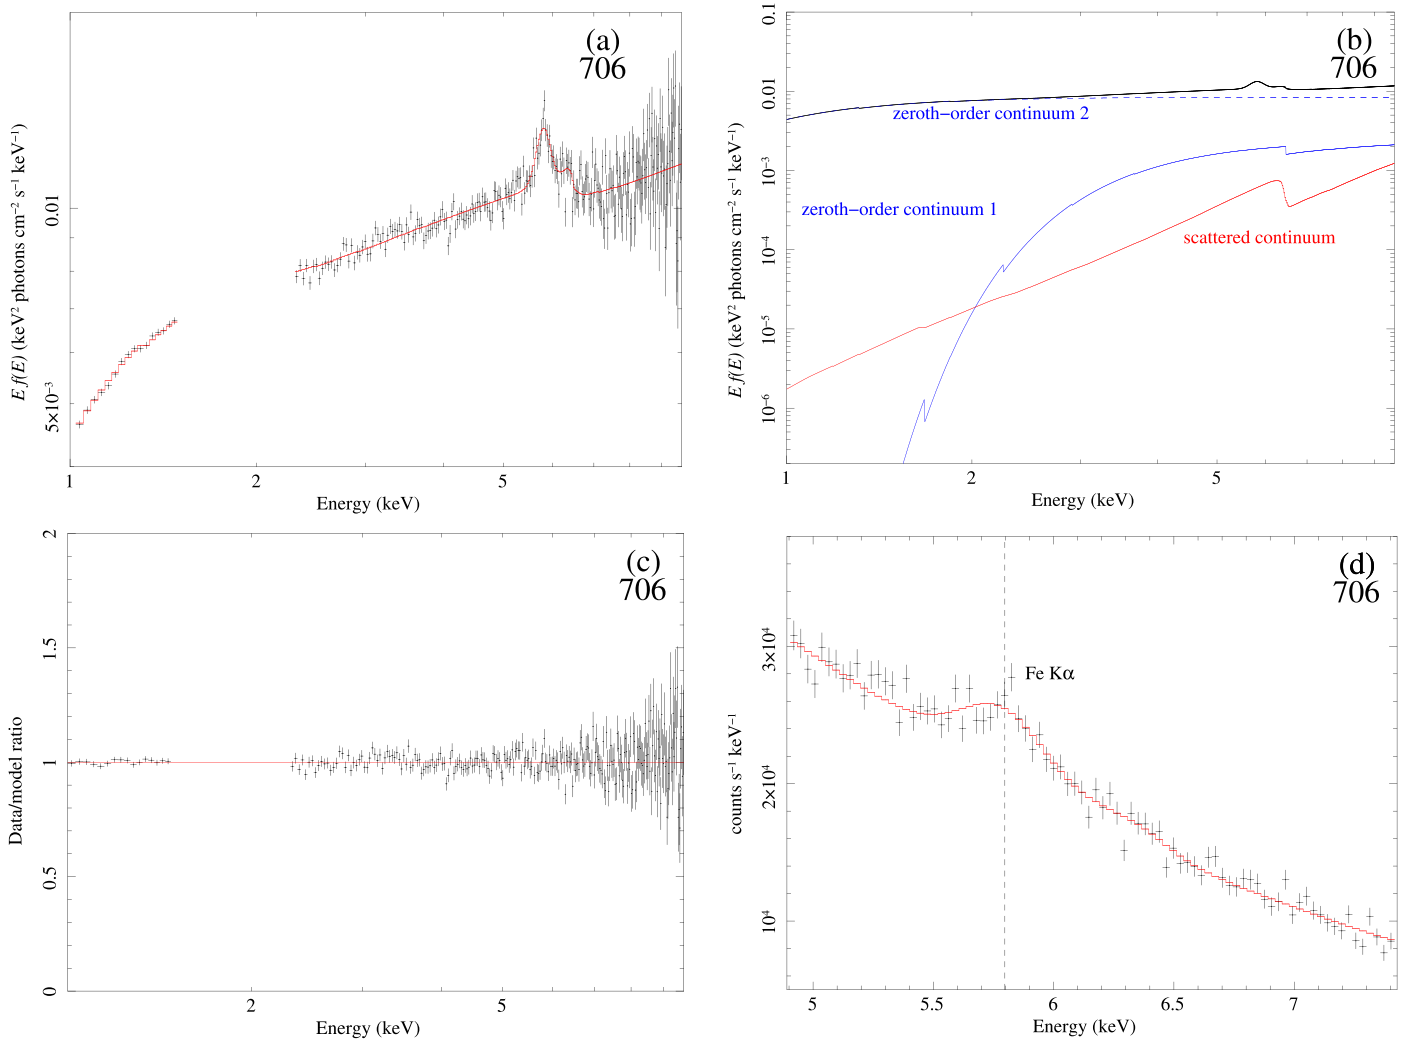 (a)
706
E f(E) (keV² photons cm⁻² s⁻¹ keV⁻¹)
0.01
5×10⁻³
1
2
5
Energy (keV)
(b)
706
E f(E) (keV² photons cm⁻² s⁻¹ keV⁻¹)
0.1
0.01
10⁻³
10⁻⁴
10⁻⁵
10⁻⁶
zeroth−order continuum 2
zeroth−order continuum 1
scattered continuum
1
2
5
Energy (keV)
(c)
706
Data/model ratio
2
1.5
1
0.5
0
2
5
Energy (keV)
(d)
706
counts s⁻¹ keV⁻¹
3×10⁴
2×10⁴
10⁴
Fe Kα
5
5.5
6
6.5
7
Energy (keV)